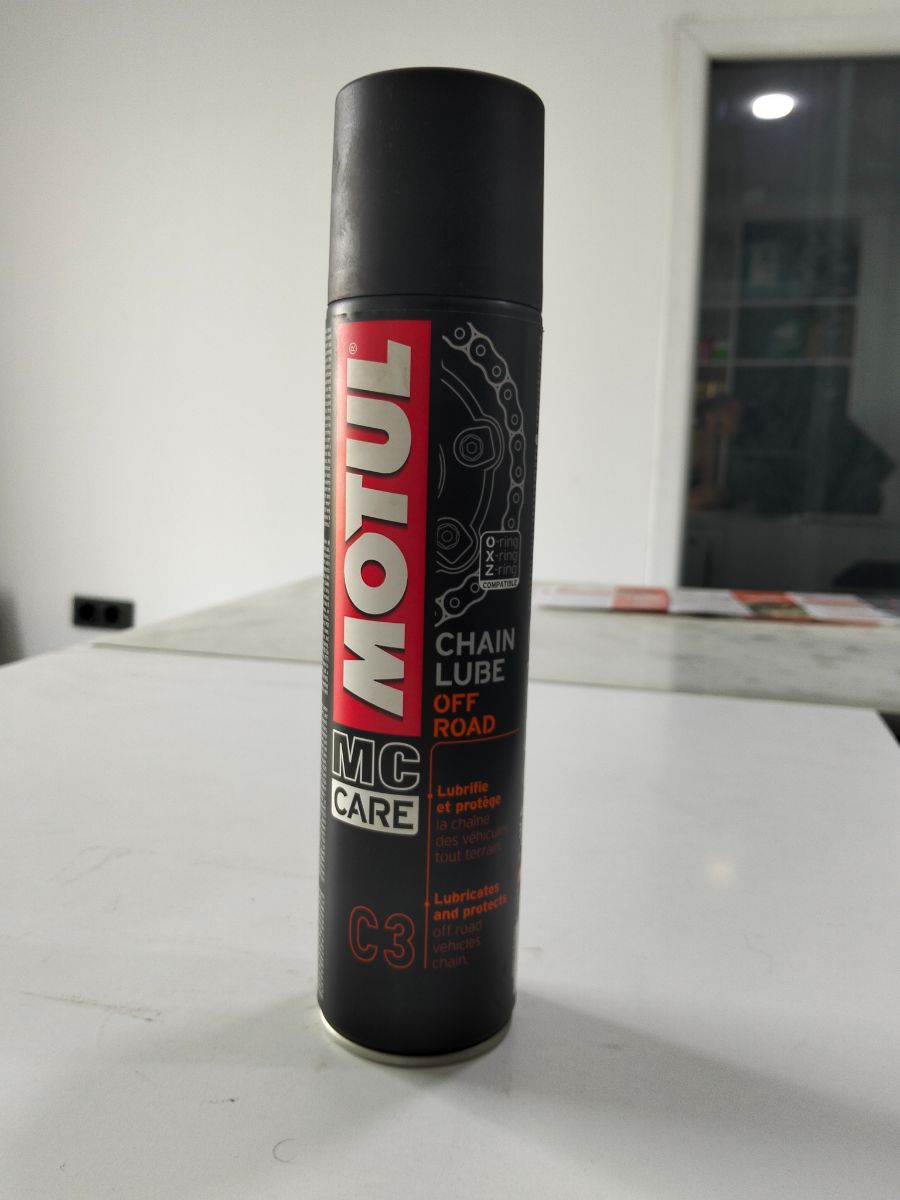 MOTUL®
O-ring
X-ring
Z-ring
COMPATIBLE
CHAIN
LUBE
OFF
ROAD
MC
CARE
Lubrifie
et protège
la chaîne
des véhicules
tout terrain.
Lubricates
and protects
off road
vehicles
chain.
C3